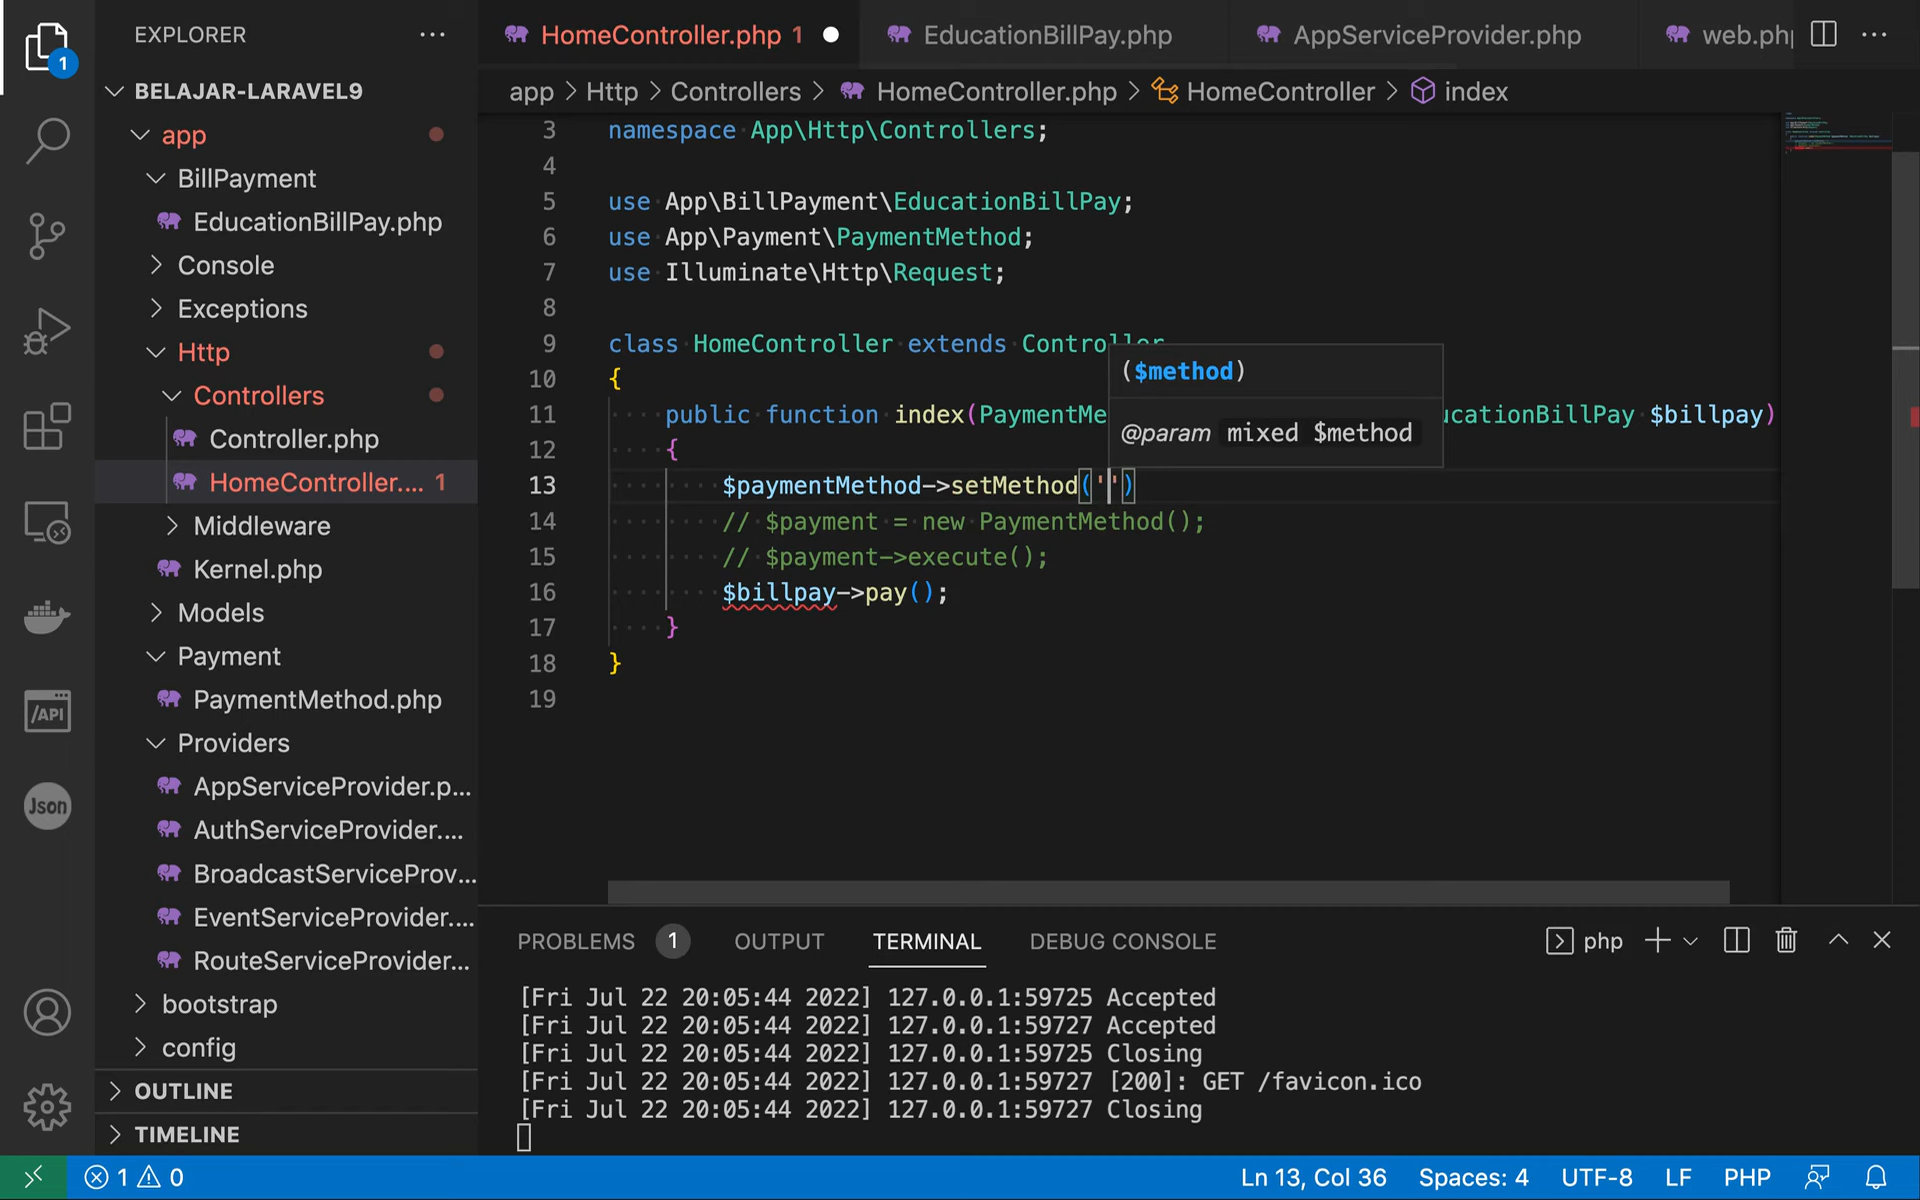 EXPLORER
1
BELAJAR-LARAVEL9
app
BillPayment
EducationBillPay.php
Console
Exceptions
Http
Controllers
Controller.php
HomeController.... 1
Middleware
Kernel.php
Models
Payment
PaymentMethod.php
Providers
AppServiceProvider.p...
AuthServiceProvider....
BroadcastServiceProv...
EventServiceProvider....
RouteServiceProvider...
bootstrap
config
OUTLINE
TIMELINE
/API
Json
HomeController.php 1
EducationBillPay.php
AppServiceProvider.php
web.php
app > Http > Controllers > HomeController.php > HomeController > index
3 namespace App\Http\Controllers;
4
5 use App\BillPayment\EducationBillPay;
6 use App\Payment\PaymentMethod;
7 use Illuminate\Http\Request;
8
9 class HomeController extends Controller
10 {
11 public function index(PaymentMe ucationBillPay $billpay)
12 {
13 $paymentMethod->setMethod('')
14 // $payment = new PaymentMethod();
15 // $payment->execute();
16 $billpay->pay();
17 }
18 }
19
($method)
@param mixed $method
PROBLEMS 1 OUTPUT TERMINAL DEBUG CONSOLE php
[Fri Jul 22 20:05:44 2022] 127.0.0.1:59725 Accepted
[Fri Jul 22 20:05:44 2022] 127.0.0.1:59727 Accepted
[Fri Jul 22 20:05:44 2022] 127.0.0.1:59725 Closing
[Fri Jul 22 20:05:44 2022] 127.0.0.1:59727 [200]: GET /favicon.ico
[Fri Jul 22 20:05:44 2022] 127.0.0.1:59727 Closing
1 0 Ln 13, Col 36 Spaces: 4 UTF-8 LF PHP